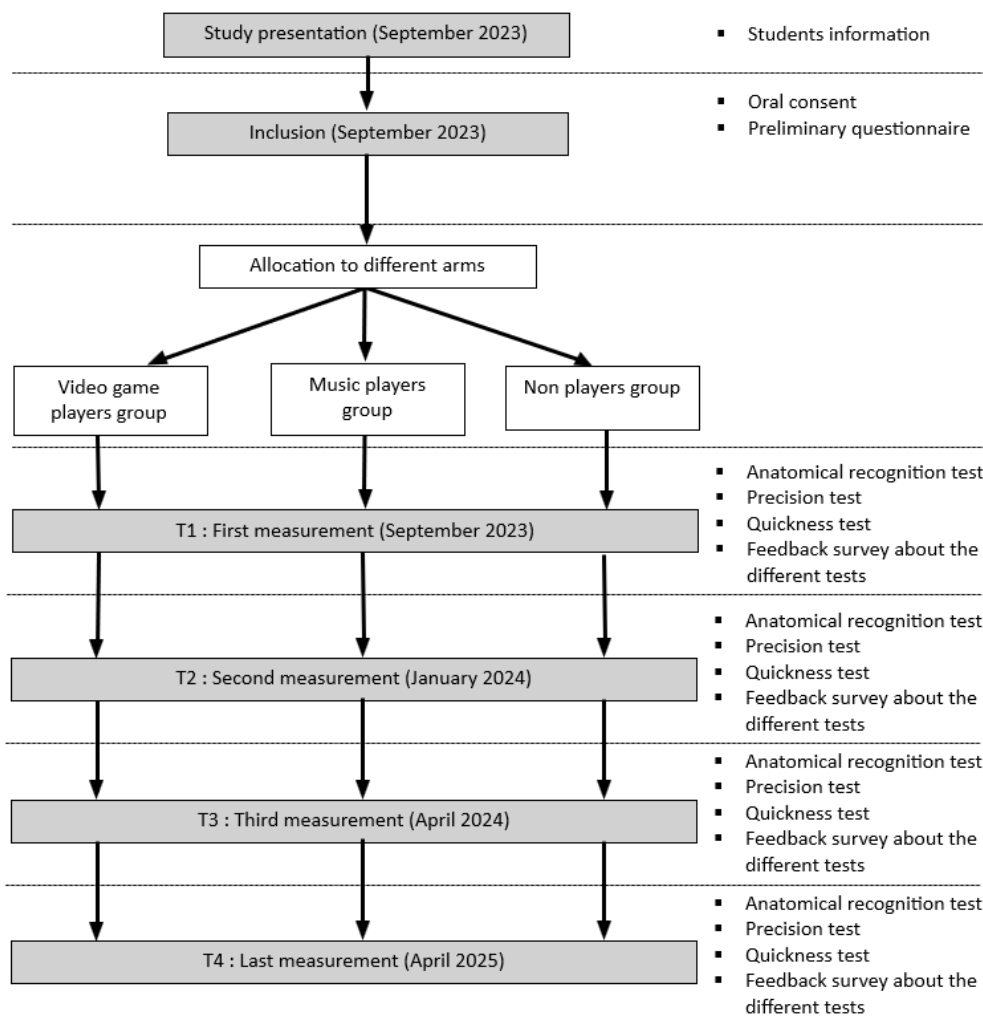 Study presentation (September 2023)
▪ Students information
▪ Oral consent
▪ Preliminary questionnaire
Inclusion (September 2023)
Allocation to different arms
Video game
players group
Music players
group
Non players group
▪ Anatomical recognition test
▪ Precision test
▪ Quickness test
▪ Feedback survey about the
different tests
T1 : First measurement (September 2023)
▪ Anatomical recognition test
▪ Precision test
▪ Quickness test
▪ Feedback survey about the
different tests
T2 : Second measurement (January 2024)
▪ Anatomical recognition test
▪ Precision test
▪ Quickness test
▪ Feedback survey about the
different tests
T3 : Third measurement (April 2024)
▪ Anatomical recognition test
▪ Precision test
▪ Quickness test
▪ Feedback survey about the
different tests
T4 : Last measurement (April 2025)